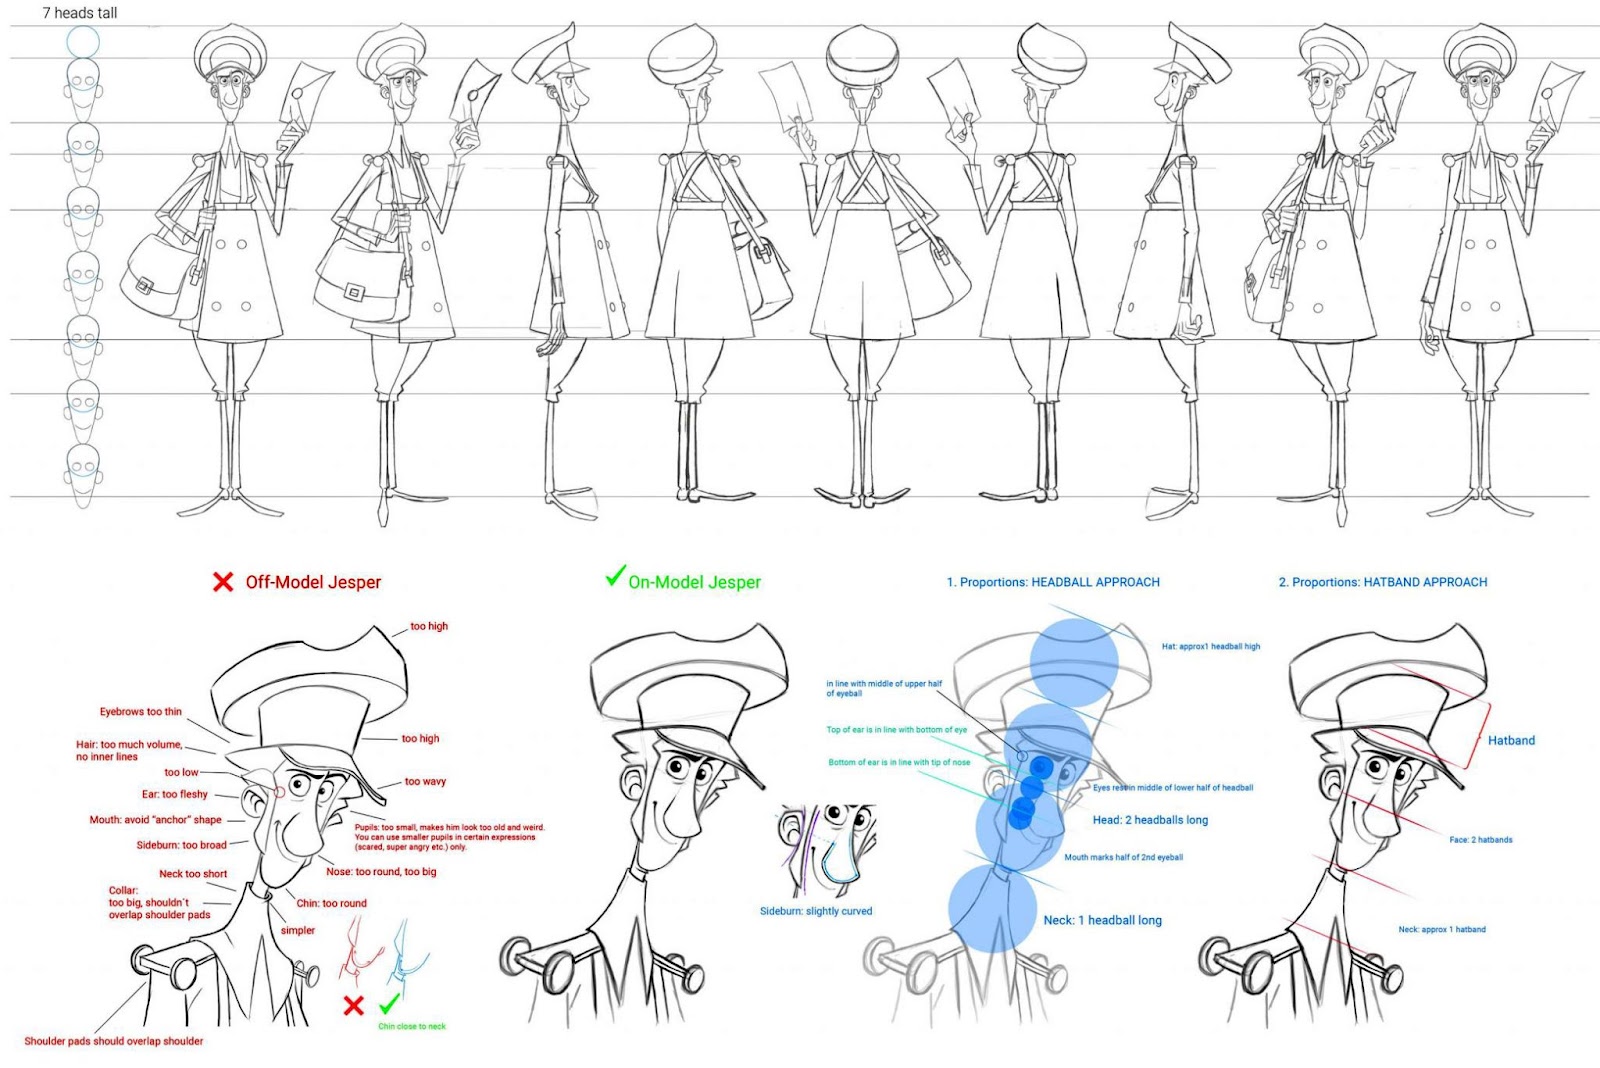 7 heads tall
Off-Model Jesper
too high
Eyebrows too thin
too high
Hair: too much volume,
no inner lines
too low
too wavy
Ear: too fleshy
Mouth: avoid “anchor” shape
Pupils: too small, makes him look too old and weird.
You can use smaller pupils in certain expressions
(scared, super angry etc.) only.
Sideburn: too broad
Neck too short
Nose: too round, too big
Collar:
too big, shouldn´t
overlap shoulder pads
Chin: too round
simpler
Chin close to neck
Shoulder pads should overlap shoulder
On-Model Jesper
Sideburn: slightly curved
1. Proportions: HEADBALL APPROACH
Hat: approx1 headball high
in line with middle of upper half
of eyeball
Top of ear is in line with bottom of eye
Bottom of ear is in line with tip of nose
Eyes rest in middle of lower half of headball
Head: 2 headballs long
Mouth marks half of 2nd eyeball
Neck: 1 headball long
2. Proportions: HATBAND APPROACH
Hatband
Face: 2 hatbands
Neck: approx 1 hatband